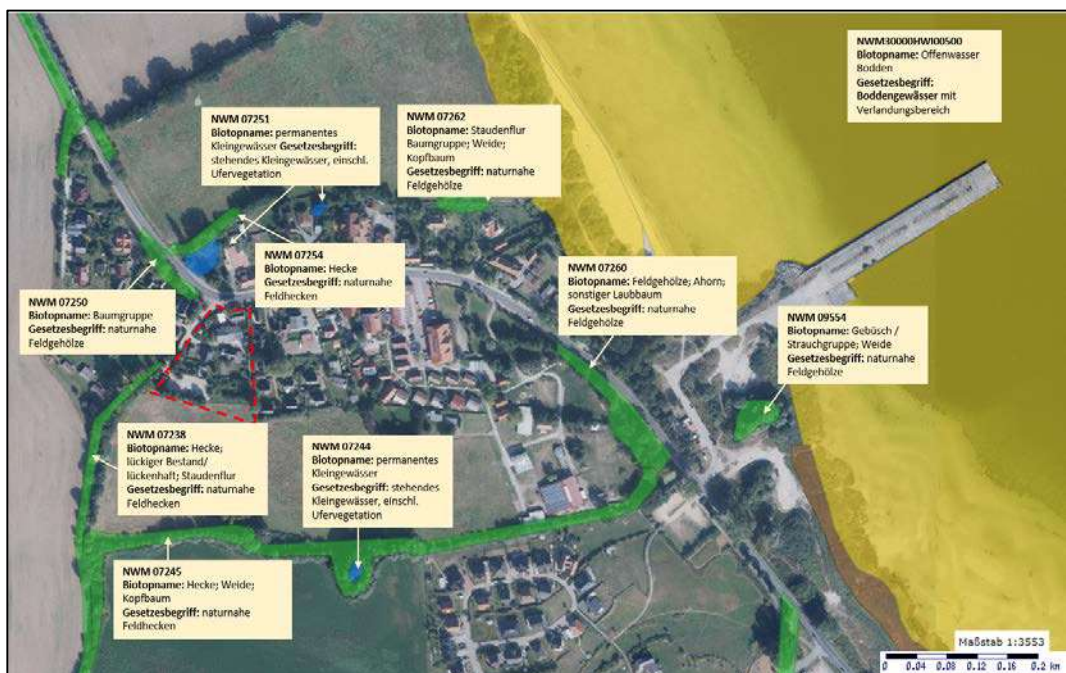 NWM30000HWI00500
Biotopname: Offenwasser
Bodden
Gesetzesbegriff:
Boddengewässer mit
Verlandungsbereich
NWM 07251
Biotopname: permanentes
Kleingewässer Gesetzesbegriff:
stehendes Kleingewässer, einschl.
Ufervegetation
NWM 07262
Biotopname: Staudenflur
Baumgruppe; Weide;
Kopfbaum
Gesetzesbegriff: naturnahe
Feldgehölze
NWM 07254
Biotopname: Hecke
Gesetzesbegriff: naturnahe
Feldhecken
NWM 07260
Biotopname: Feldgehölze; Ahorn;
sonstiger Laubbaum
Gesetzesbegriff: naturnahe
Feldgehölze
NWM 07250
Biotopname: Baumgruppe
Gesetzesbegriff: naturnahe
Feldgehölze
NWM 09554
Biotopname: Gebüsch /
Strauchgruppe; Weide
Gesetzesbegriff: naturnahe
Feldgehölze
NWM 07238
Biotopname: Hecke;
lückiger Bestand/
lückenhaft; Staudenflur
Gesetzesbegriff: naturnahe
Feldhecken
NWM 07244
Biotopname: permanentes
Kleingewässer
Gesetzesbegriff: stehendes
Kleingewässer, einschl.
Ufervegetation
NWM 07245
Biotopname: Hecke; Weide;
Kopfbaum
Gesetzesbegriff: naturnahe
Feldhecken
Maßstab 1:3553
0 0.04 0.08 0.12 0.16 0.2 km